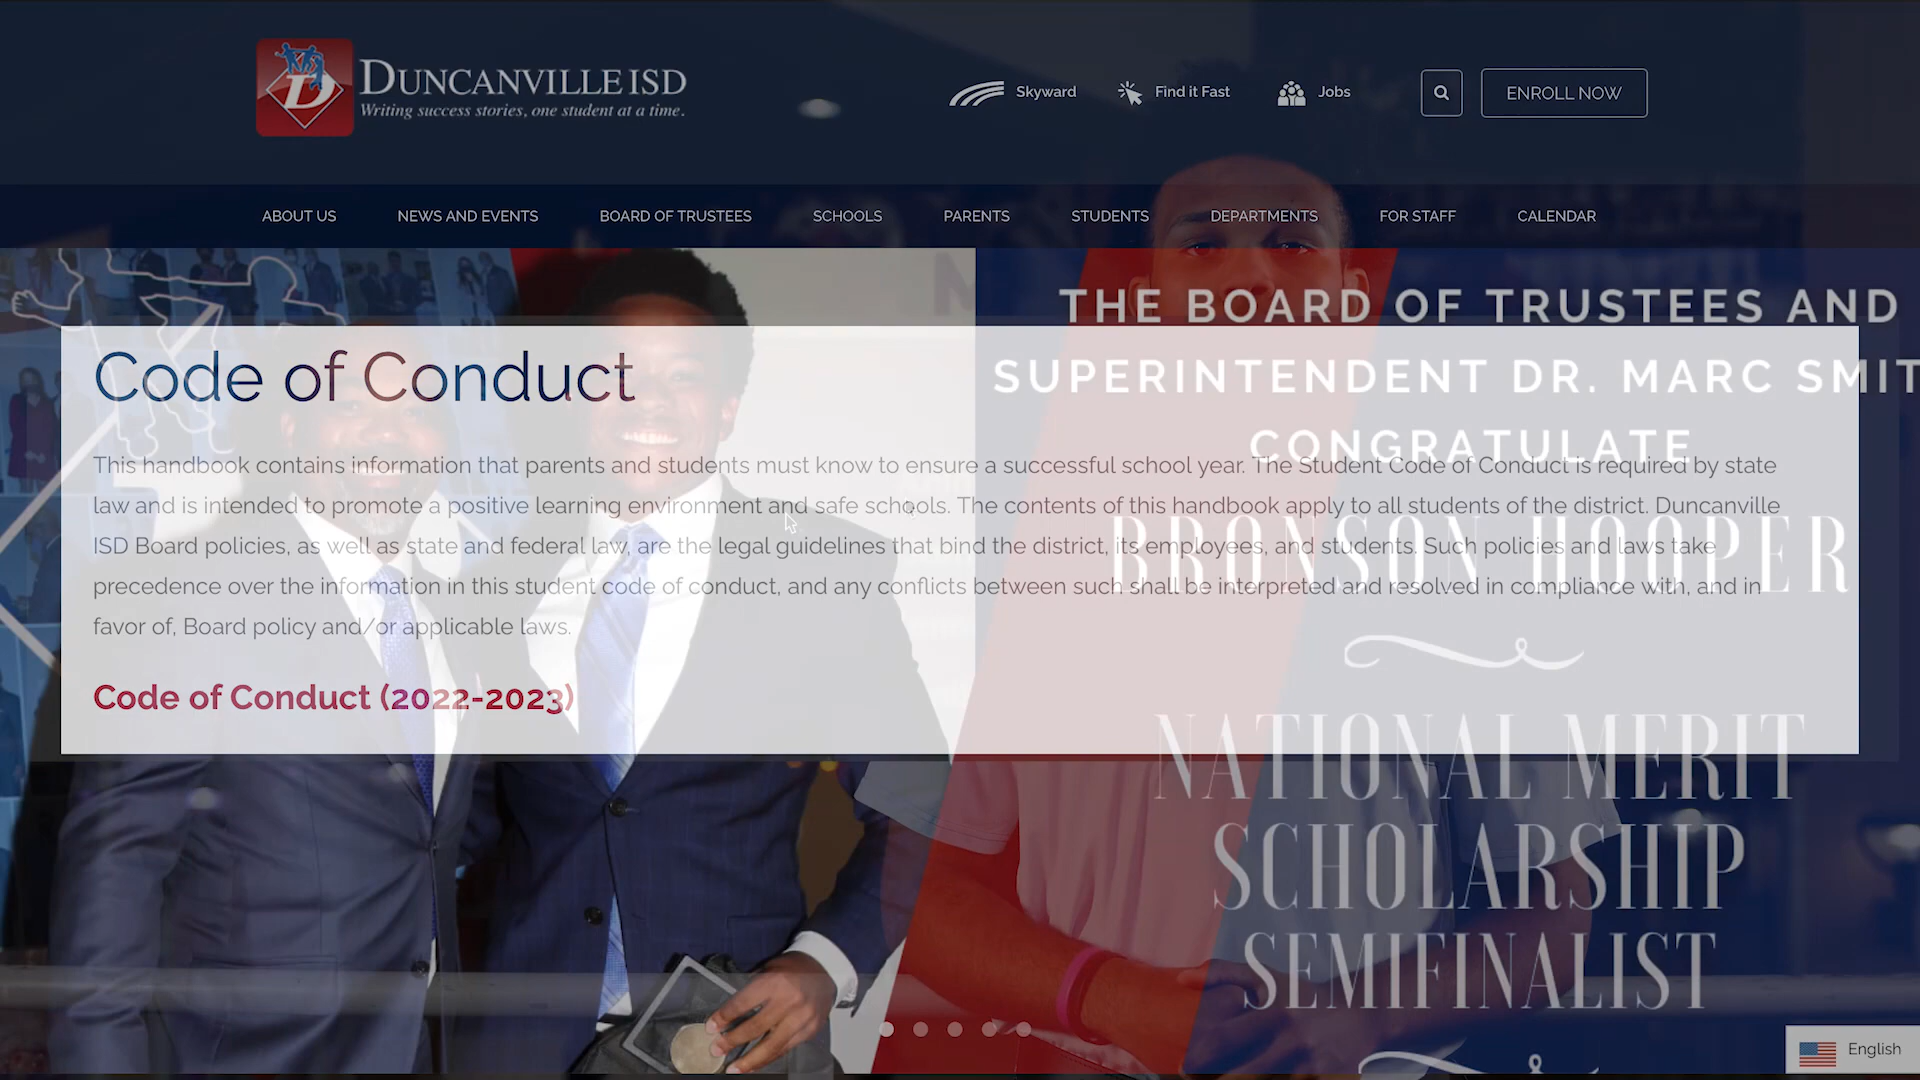 DUNCANVILLE ISD
Writing success stories, one student at a time.
Skyward
Find it Fast
Jobs
ENROLL NOW
ABOUT US
NEWS AND EVENTS
BOARD OF TRUSTEES
SCHOOLS
PARENTS
STUDENTS
DEPARTMENTS
FOR STAFF
CALENDAR
THE BOARD OF TRUSTEES AND
SUPERINTENDENT DR. MARC SMIT
CONGRATULATE
BRONSON HOOPER
NATIONAL MERIT
SCHOLARSHIP
SEMIFINALIST
Code of Conduct
This handbook contains information that parents and students must know to ensure a successful school year. The Student Code of Conduct is required by state
law and is intended to promote a positive learning environment and safe schools. The contents of this handbook apply to all students of the district. Duncanville
ISD Board policies, as well as state and federal law, are the legal guidelines that bind the district, its employees, and students. Such policies and laws take
precedence over the information in this student code of conduct, and any conflicts between such shall be interpreted and resolved in compliance with, and in
favor of, Board policy and/or applicable laws.
Code of Conduct (2022-2023)
English